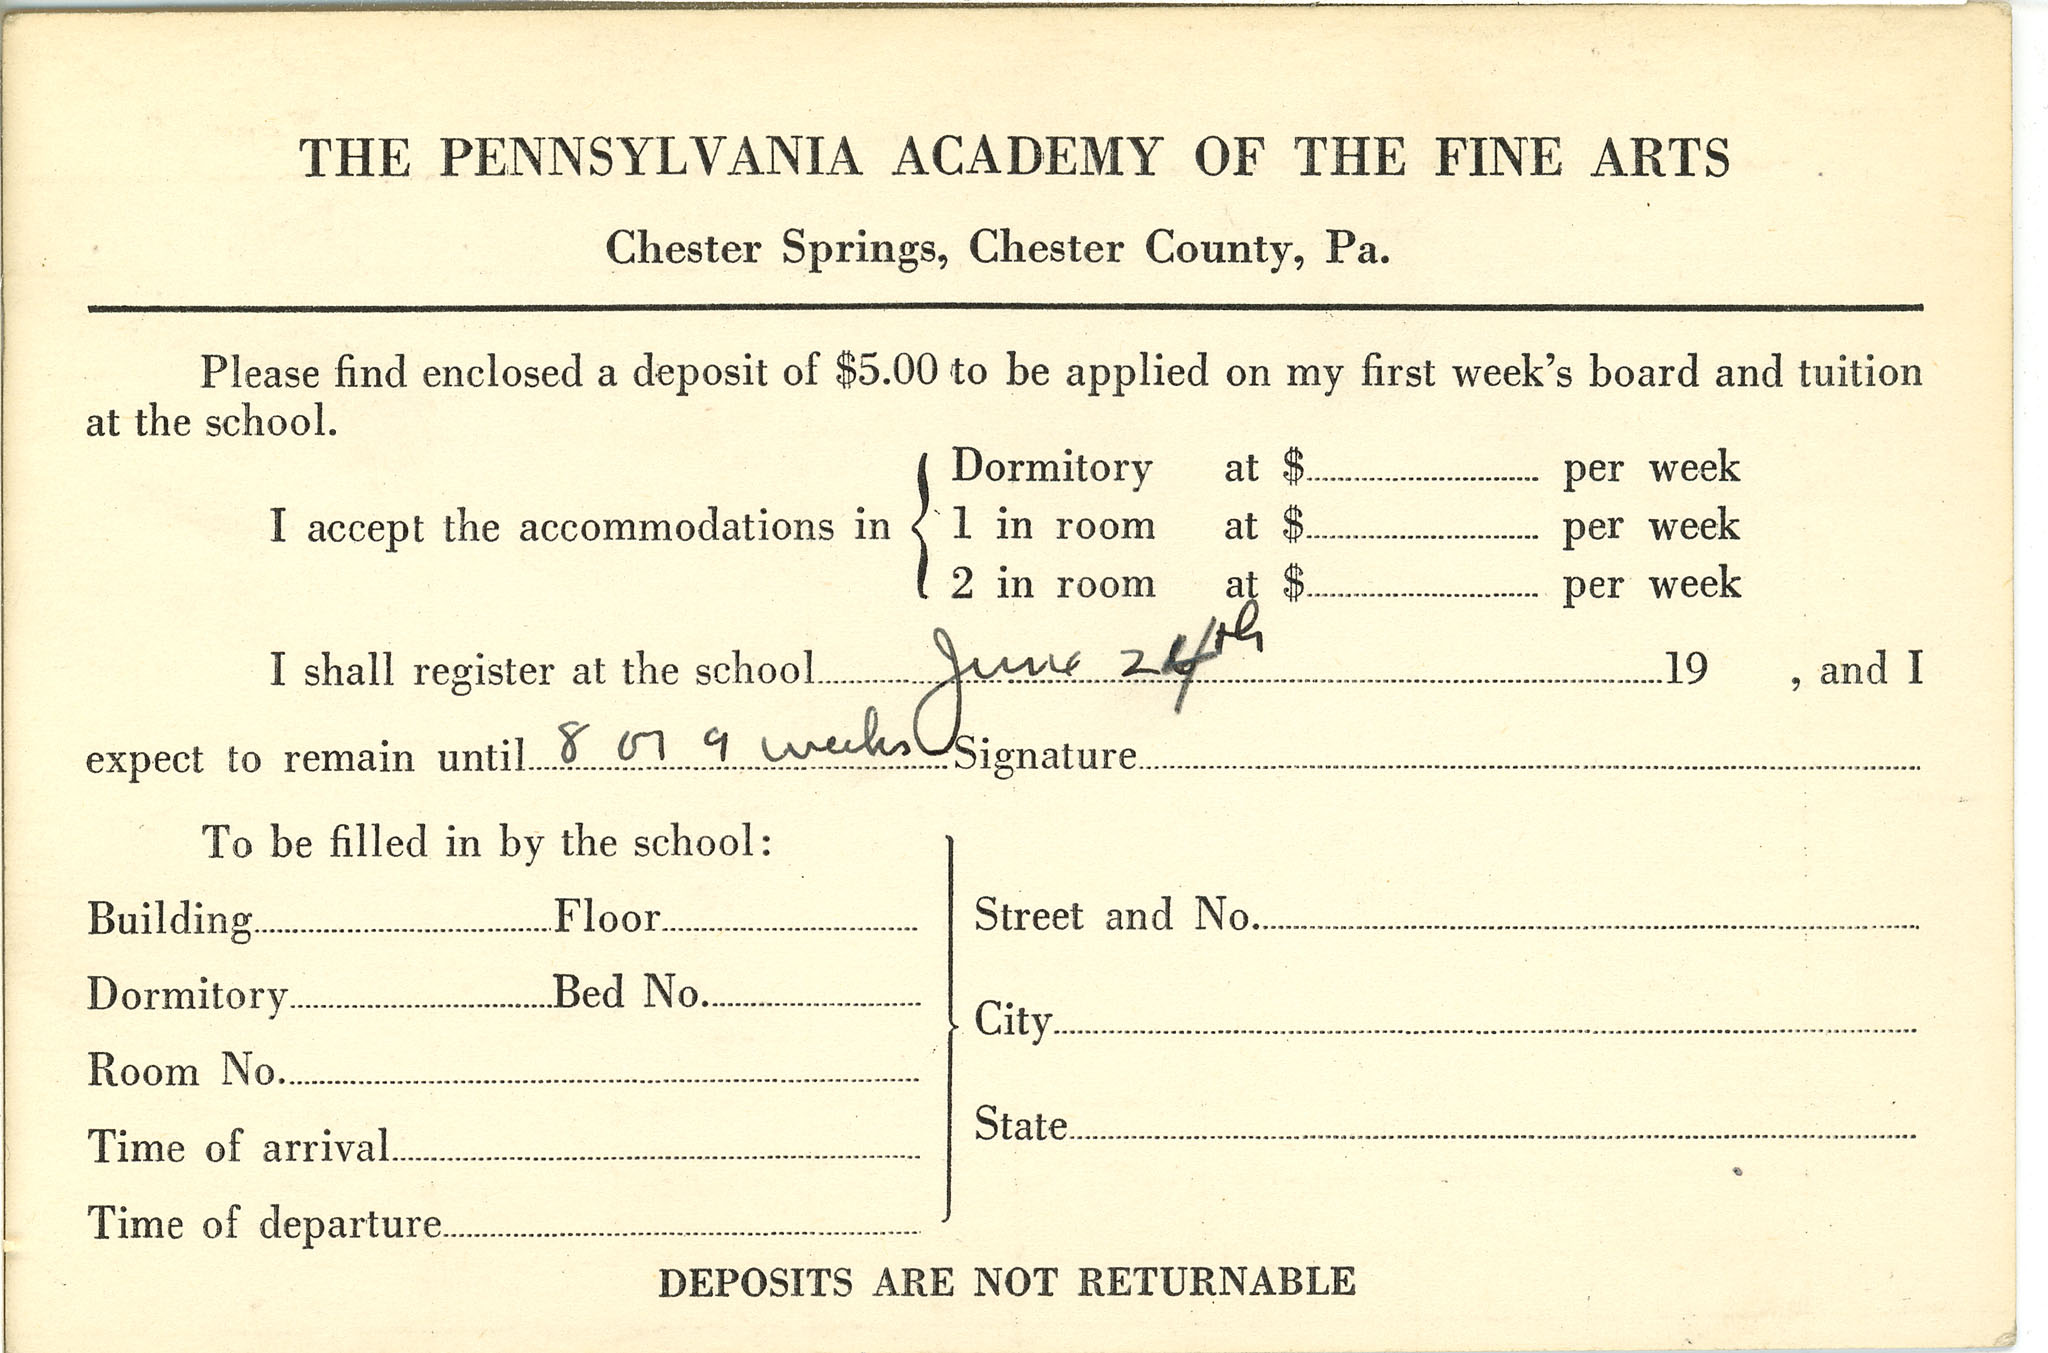 THE PENNSYLVANIA ACADEMY OF THE FINE ARTS
Chester Springs, Chester County, Pa.
Please find enclosed a deposit of $5.00 to be applied on my first week's board and tuition
at the school.
I accept the accommodations in
Dormitory at $ per week
1 in room at $ per week
2 in room at $ per week
I shall register at the school June 24th 19 , and I
expect to remain until 8 or 9 weeks Signature
To be filled in by the school:
Building Floor
Dormitory Bed No.
Room No.
Time of arrival
Time of departure
Street and No.
City
State
DEPOSITS ARE NOT RETURNABLE